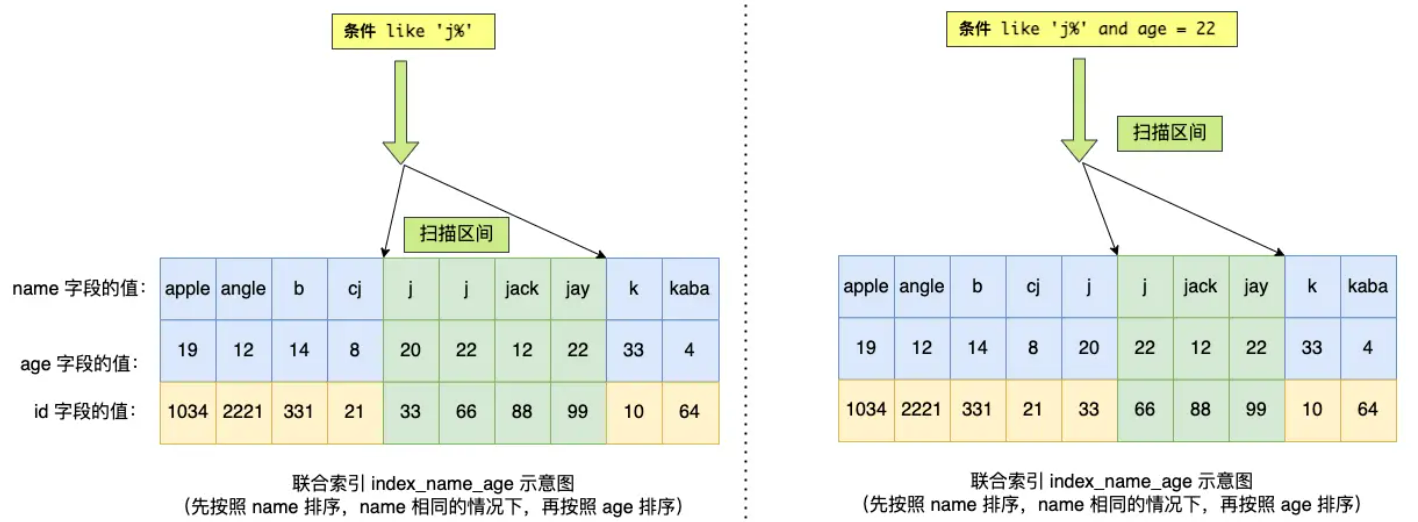 条件 like 'j%'
扫描区间
name 字段的值： apple angle b cj j j jack jay k kaba
age 字段的值： 19 12 14 8 20 22 12 22 33 4
id 字段的值： 1034 2221 331 21 33 66 88 99 10 64
联合索引 index_name_age 示意图
（先按照 name 排序，name 相同的情况下，再按照 age 排序）
条件 like 'j%' and age = 22
扫描区间
apple angle b cj j j jack jay k kaba
19 12 14 8 20 22 12 22 33 4
1034 2221 331 21 33 66 88 99 10 64
联合索引 index_name_age 示意图
（先按照 name 排序，name 相同的情况下，再按照 age 排序）